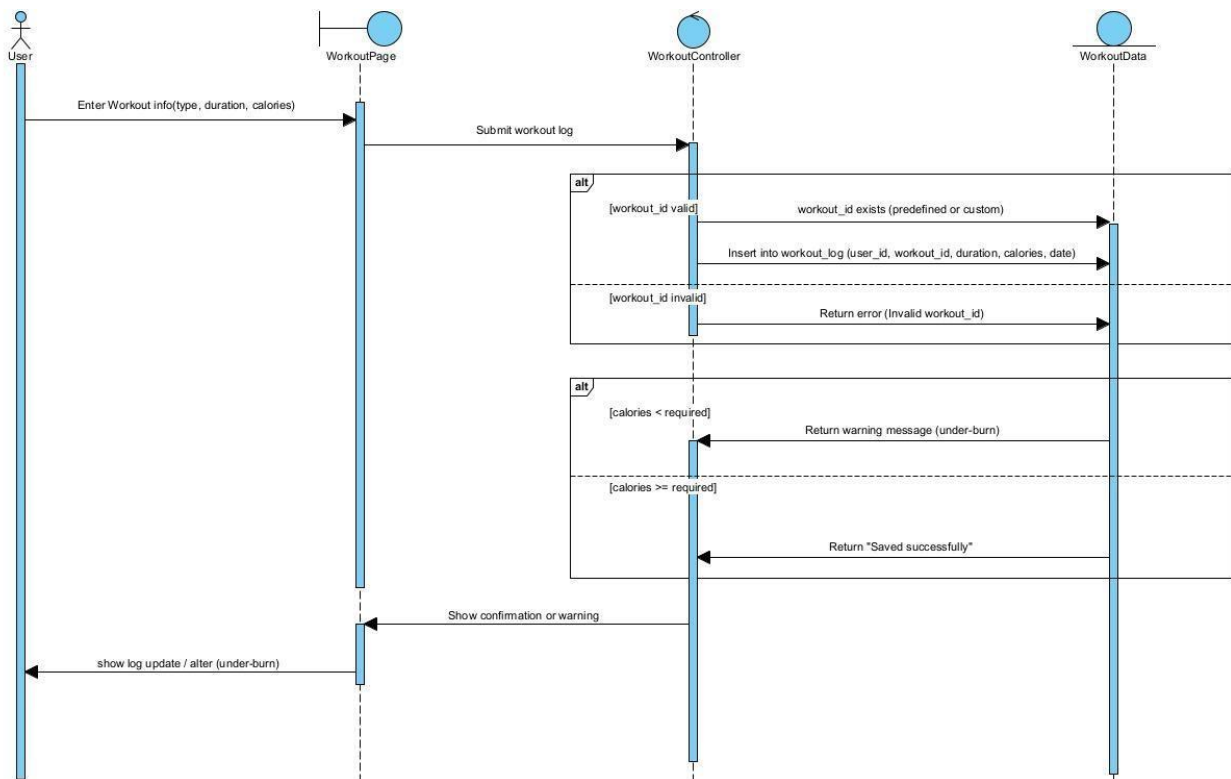 User
WorkoutPage
WorkoutController
WorkoutData
Enter Workout info(type, duration, calories)
Submit workout log
alt
[workout_id valid]
workout_id exists (predefined or custom)
Insert into workout_log (user_id, workout_id, duration, calories, date)
[workout_id invalid]
Return error (Invalid workout_id)
alt
[calories < required]
Return warning message (under-burn)
[calories >= required]
Return "Saved successfully"
Show confirmation or warning
show log update / alter (under-burn)